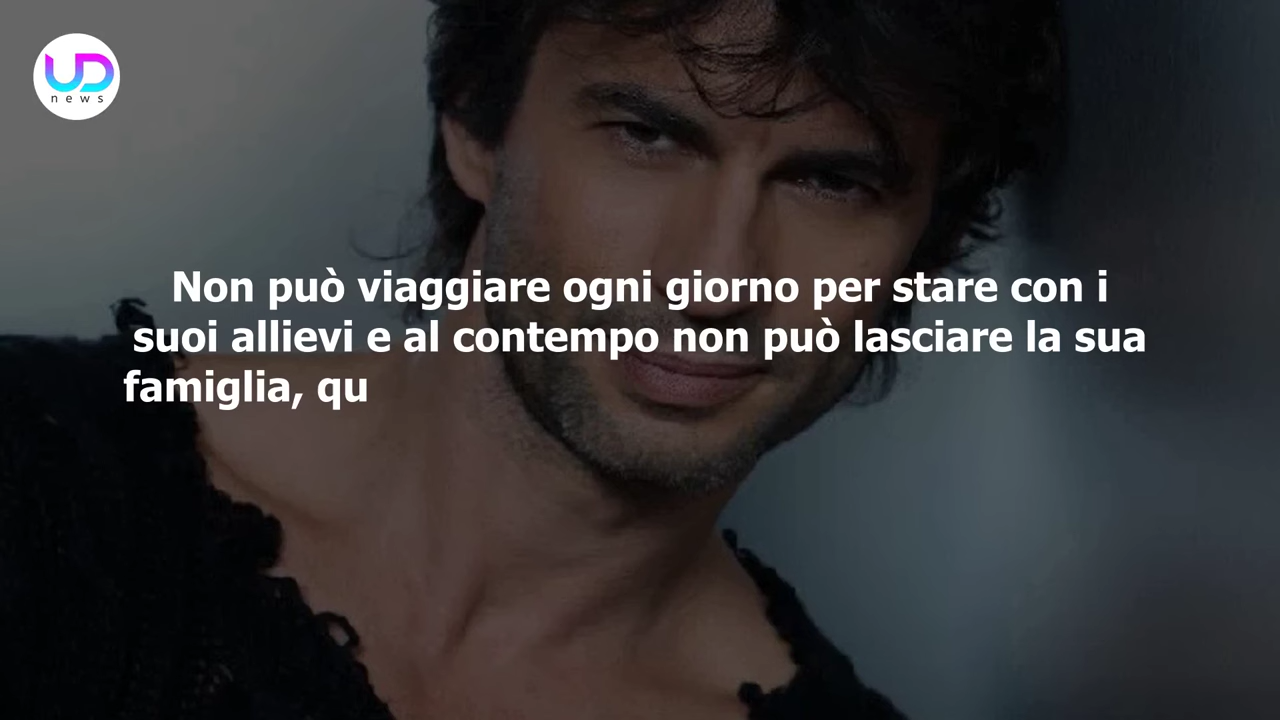 UD
news
Non può viaggiare ogni giorno per stare con i
suoi allievi e al contempo non può lasciare la sua
famiglia, qu